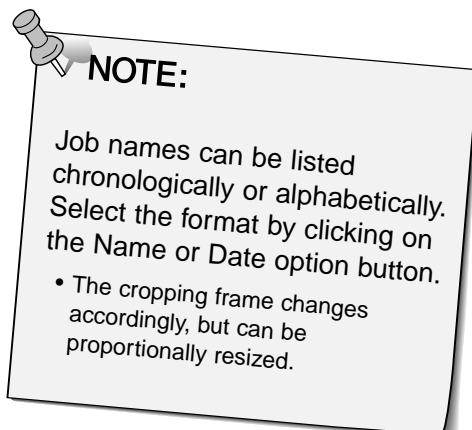 NOTE:
Job names can be listed
chronologically or alphabetically.
Select the format by clicking on
the Name or Date option button.
• The cropping frame changes
accordingly, but can be
proportionally resized.